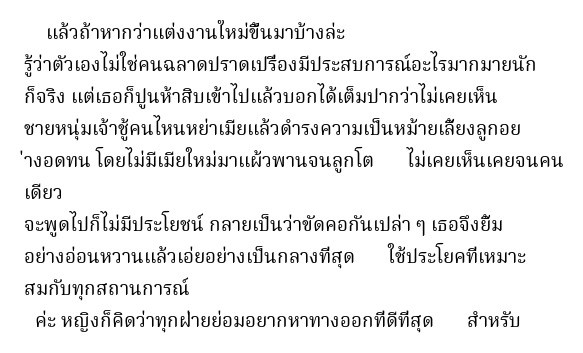 แล้วถ้าหากว่าแต่งงานใหม่ขึ้นมาบ้างล่ะ
รู้ว่าตัวเองไม่ใช่คนฉลาดปราดเปรื่องมีประสบการณ์อะไรมากมายนัก
ก็จริง แต่เธอก็ปูนห้าสิบเข้าไปแล้วบอกได้เต็มปากว่าไม่เคยเห็น
ชายหนุ่มเจ้าชู้คนไหนหย่าเมียแล้วดำรงความเป็นหม้ายเลี้ยงลูกอย
่างอดทน โดยไม่มีเมียใหม่มาแผ้วพานจนลูกโต ไม่เคยเห็นเคยจนคน
เดียว
จะพูดไปก็ไม่มีประโยชน์ กลายเป็นว่าขัดคอกันเปล่า ๆ เธอจึงยิ้ม
อย่างอ่อนหวานแล้วเอ่ยอย่างเป็นกลางที่สุด ใช้ประโยคที่เหมาะ
สมกับทุกสถานการณ์
ค่ะ หญิงก็คิดว่าทุกฝ่ายย่อมอยากหาทางออกที่ดีที่สุด สำหรับ